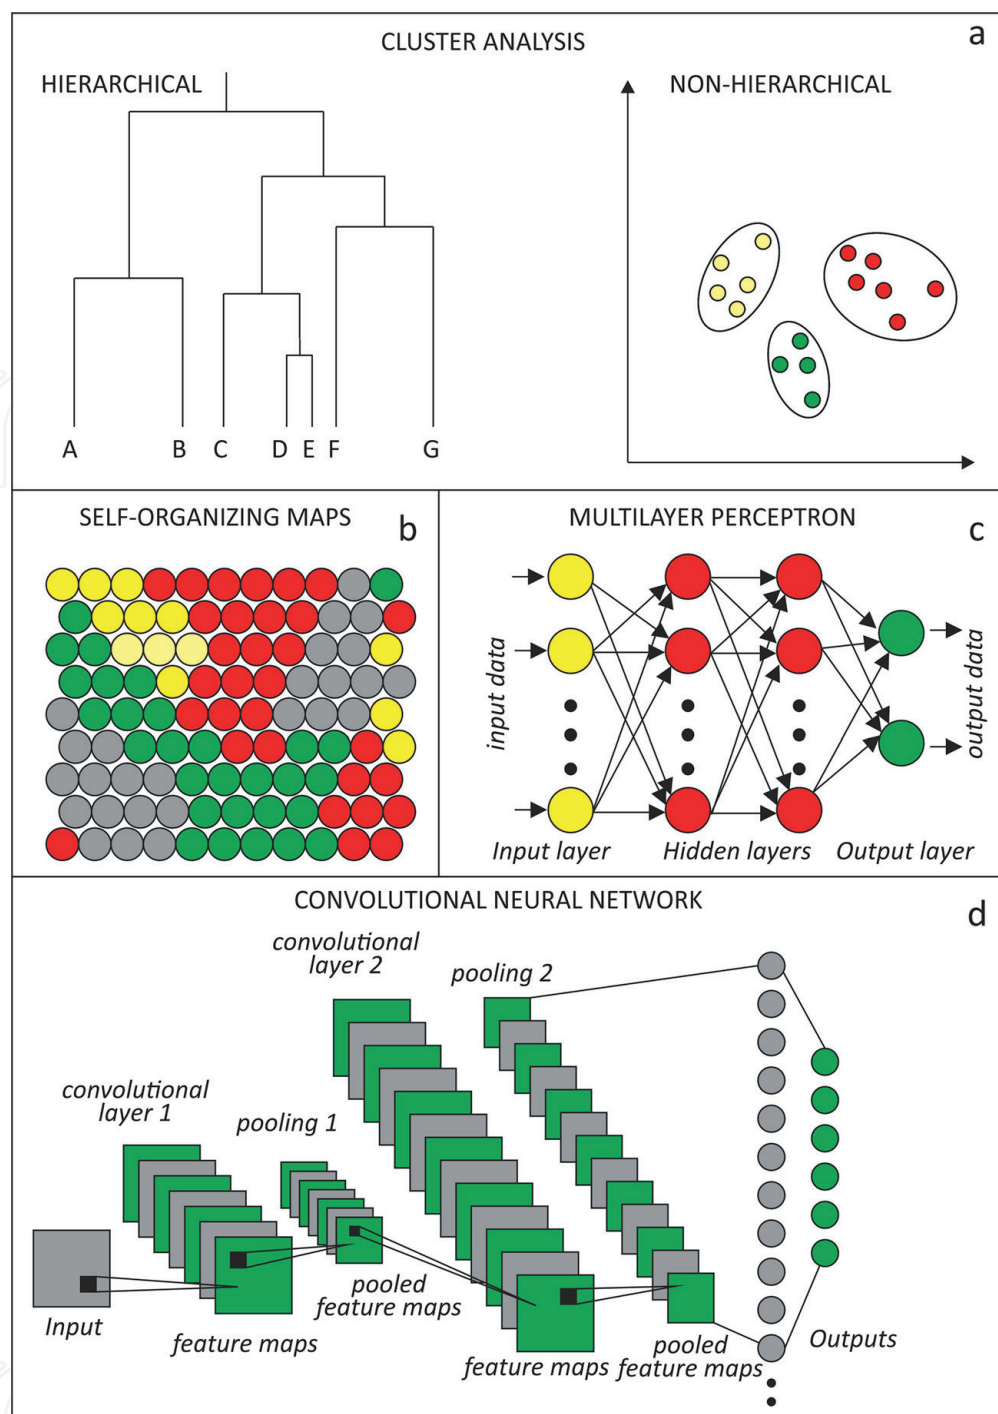 CLUSTER ANALYSIS
a
HIERARCHICAL
NON-HIERARCHICAL
A B C D E F G
SELF-ORGANIZING MAPS
b
MULTILAYER PERCEPTRON
c
input data
output data
Input layer
Hidden layers
Output layer
CONVOLUTIONAL NEURAL NETWORK
d
convolutional
layer 2
pooling 2
convolutional
layer 1
pooling 1
Input
feature maps
pooled
feature maps
feature maps
pooled
feature maps
Outputs